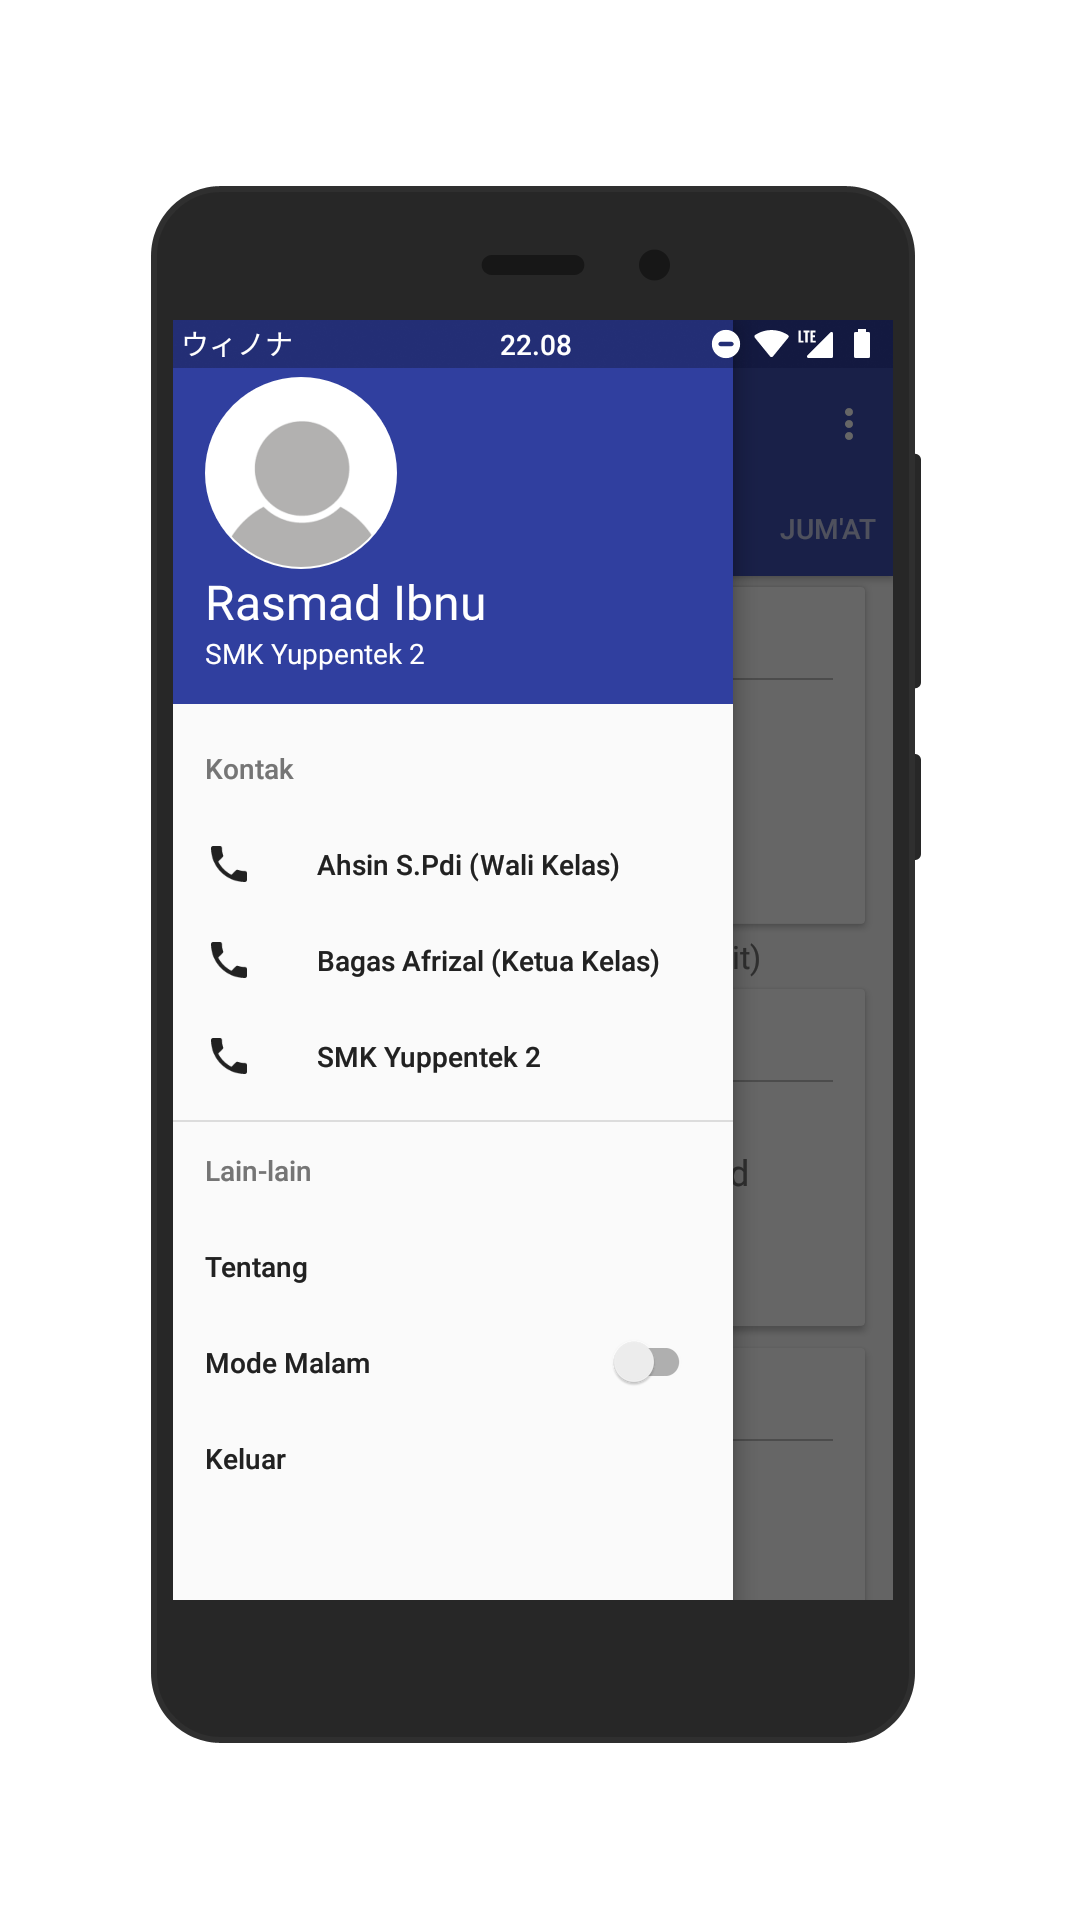 ウィノナ 22.08 LTE
JUM'AT
Rasmad Ibnu
SMK Yuppentek 2
Kontak
Ahsin S.Pdi (Wali Kelas)
Bagas Afrizal (Ketua Kelas)
it)
SMK Yuppentek 2
Lain-lain
d
Tentang
Mode Malam
Keluar